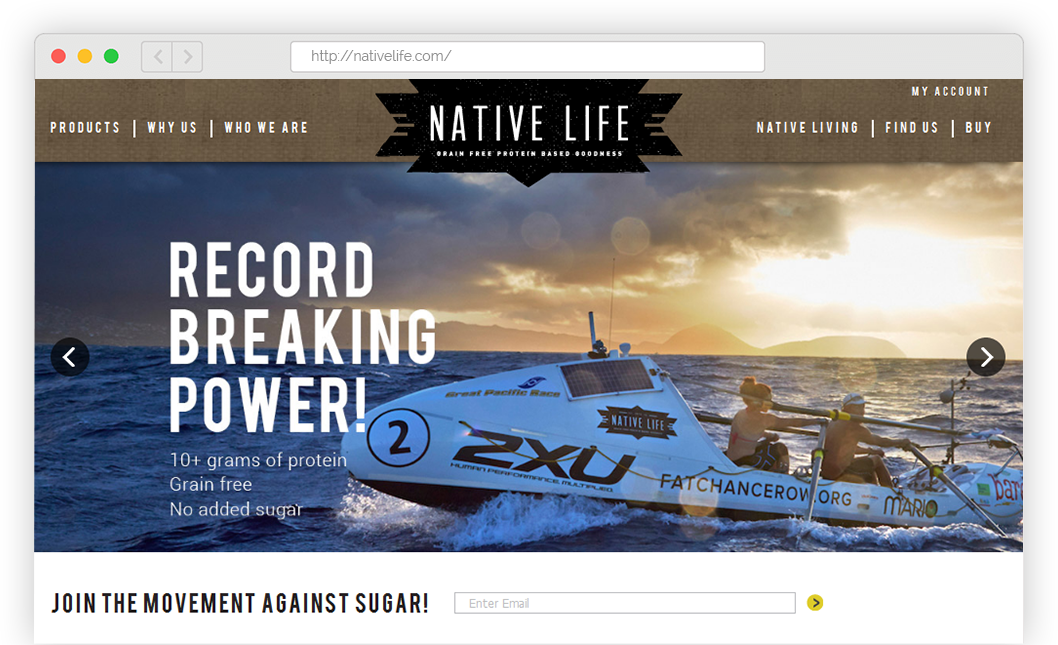 http://nativelife.com/
MY ACCOUNT
PRODUCTS | WHY US | WHO WE ARE
NATIVE LIFE
GRAIN FREE PROTEIN BASED GOODNESS
NATIVE LIVING | FIND US | BUY
RECORD
BREAKING
POWER!
10+ grams of protein
Grain free
No added sugar
Great Pacific Race
2
NATIVE LIFE
2XU
HUMAN PERFORMANCE MULTIPLIED
FATCHANCEROW.ORG
MARIO
JOIN THE MOVEMENT AGAINST SUGAR!
Enter Email